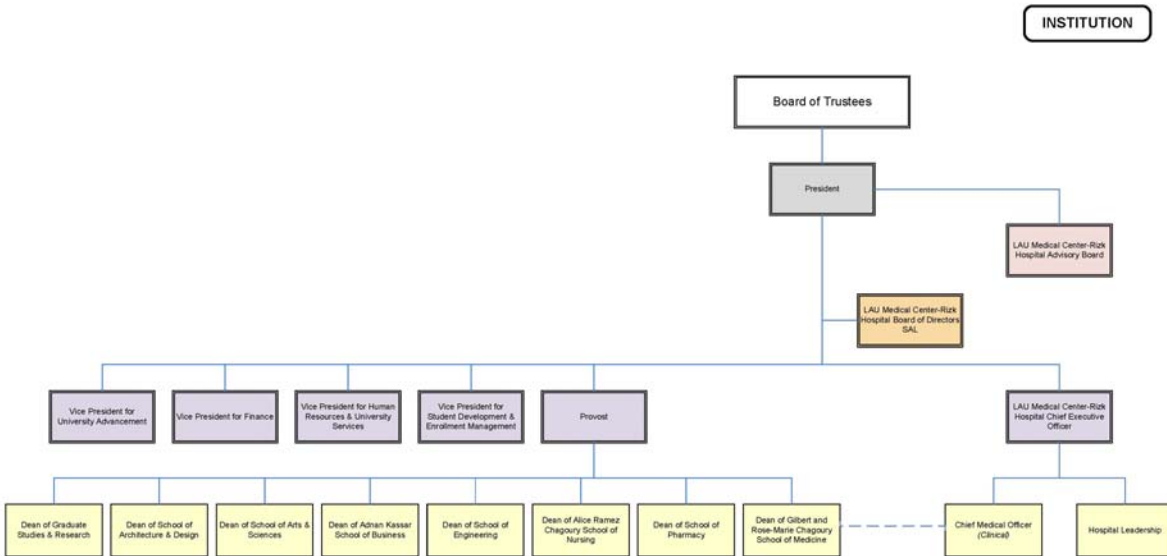 INSTITUTION
Board of Trustees
President
LAU Medical Center-Rizk
Hospital Advisory Board
LAU Medical Center-Rizk
Hospital Board of Directors
SAL
Vice President for
University Advancement
Vice President for Finance
Vice President for Human
Resources & University
Services
Vice President for
Student Development &
Enrollment Management
Provost
LAU Medical Center-Rizk
Hospital Chief Executive
Officer
Dean of Graduate
Studies & Research
Dean of School of
Architecture & Design
Dean of School of Arts &
Sciences
Dean of Adnan Kassar
School of Business
Dean of School of
Engineering
Dean of Alice Ramez
Chagoury School of
Nursing
Dean of School of
Pharmacy
Dean of Gilbert and
Rose-Marie Chagoury
School of Medicine
Chief Medical Officer
(Clinical)
Hospital Leadership